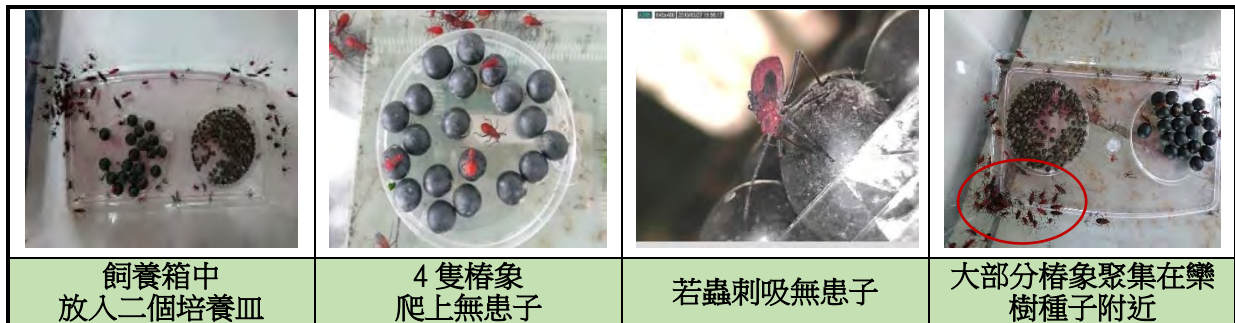 飼養箱中
放入二個培養皿
4 隻椿象
爬上無患子
若蟲刺吸無患子
大部分椿象聚集在欒
樹種子附近